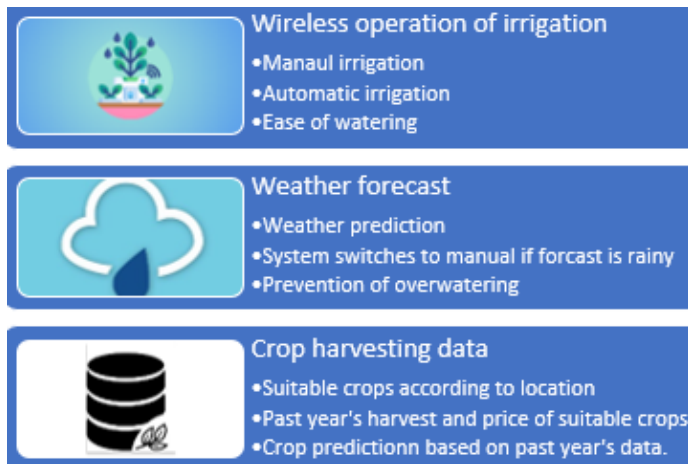 Wireless operation of irrigation
•Manaul irrigation
•Automatic irrigation
•Ease of watering
Weather forecast
•Weather prediction
•System switches to manual if forcast is rainy
•Prevention of overwatering
Crop harvesting data
•Suitable crops according to location
•Past year's harvest and price of suitable crops
•Crop predictionn based on past year's data.